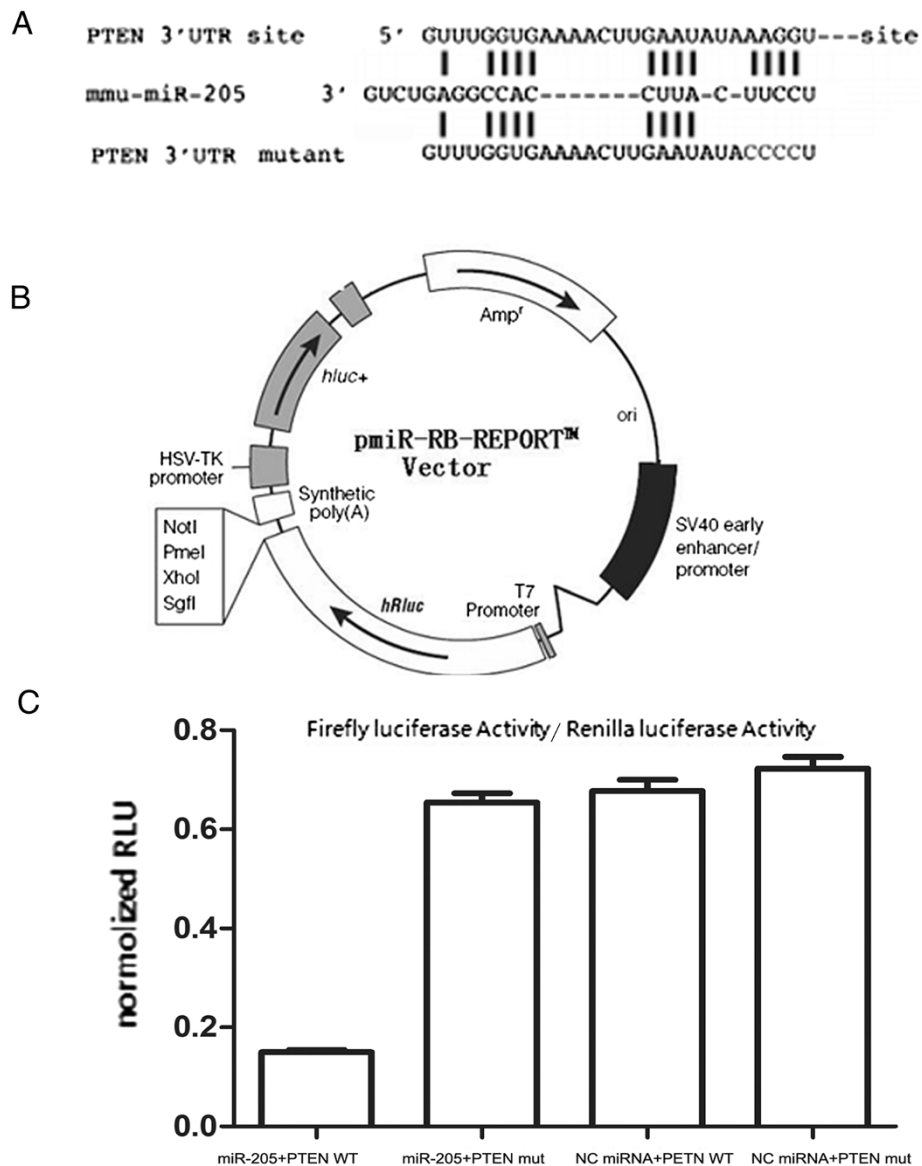 A
PTEN 3'UTR site 5' GUUUGGUGAAAACUUGAAUAUAAAGGU---site
mmu-miR-205 3' GUCUGAGGCCAC-------CUUA-C-UUCCU
PTEN 3'UTR mutant GUUUGGUGAAAACUUGAAUAUACCCCU
B
Ampʳ
hluc+
ori
pmiR-RB-REPORT™
Vector
HSV-TK
promoter
Synthetic
poly(A)
NotI
PmeI
XhoI
SgfI
SV40 early
enhancer/
promoter
T7
Promoter
hRluc
C
Firefly luciferase Activity/ Renilla luciferase Activity
normolized RLU
0.8
0.6
0.4
0.2
0.0
miR-205+PTEN WT
miR-205+PTEN mut
NC miRNA+PETN WT
NC miRNA+PTEN mut